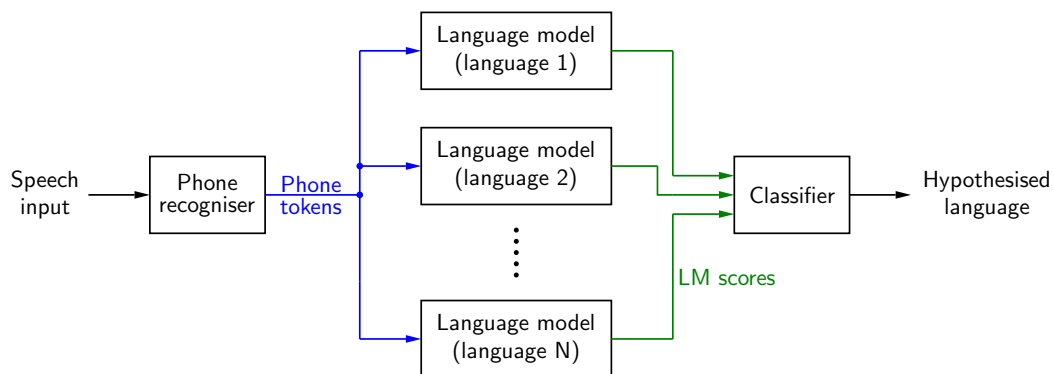 Speech
input
Phone
recogniser
Phone
tokens
Language model
(language 1)
Language model
(language 2)
Language model
(language N)
LM scores
Classifier
Hypothesised
language